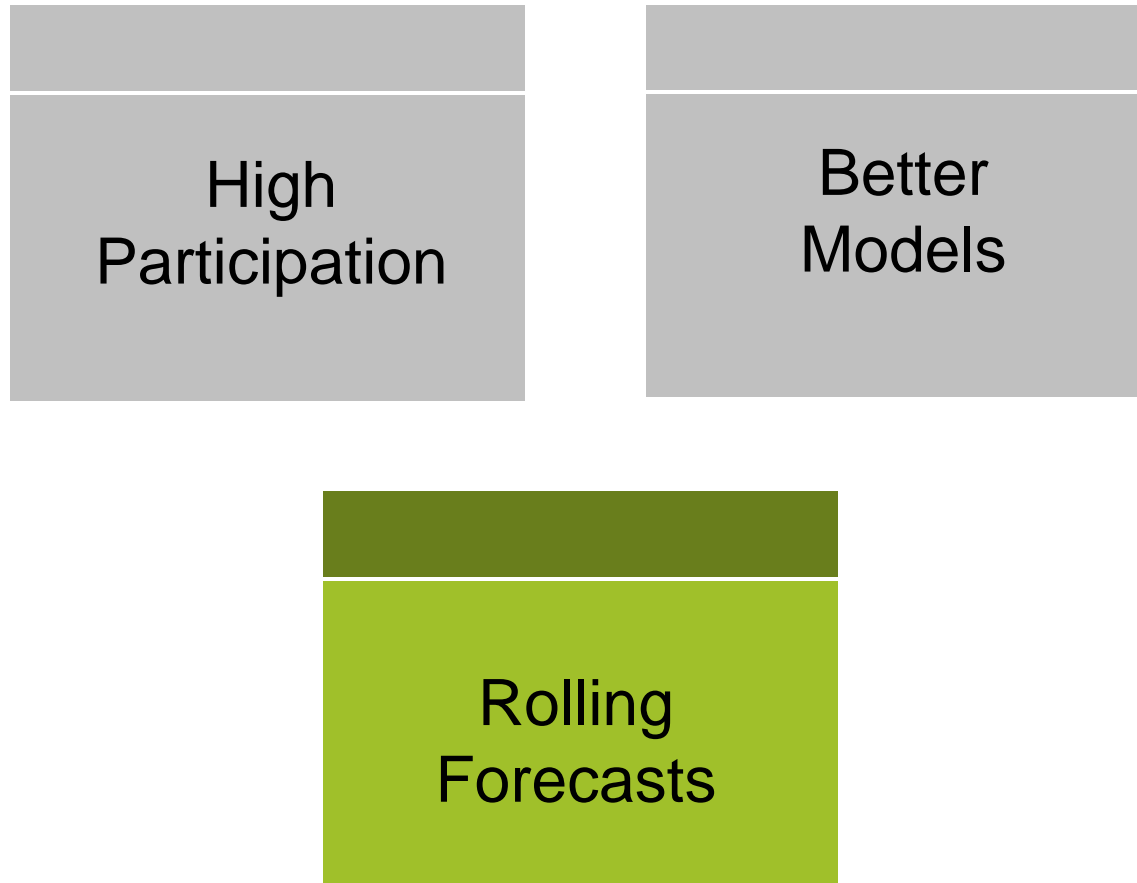 High
Participation
Better
Models
Rolling
Forecasts